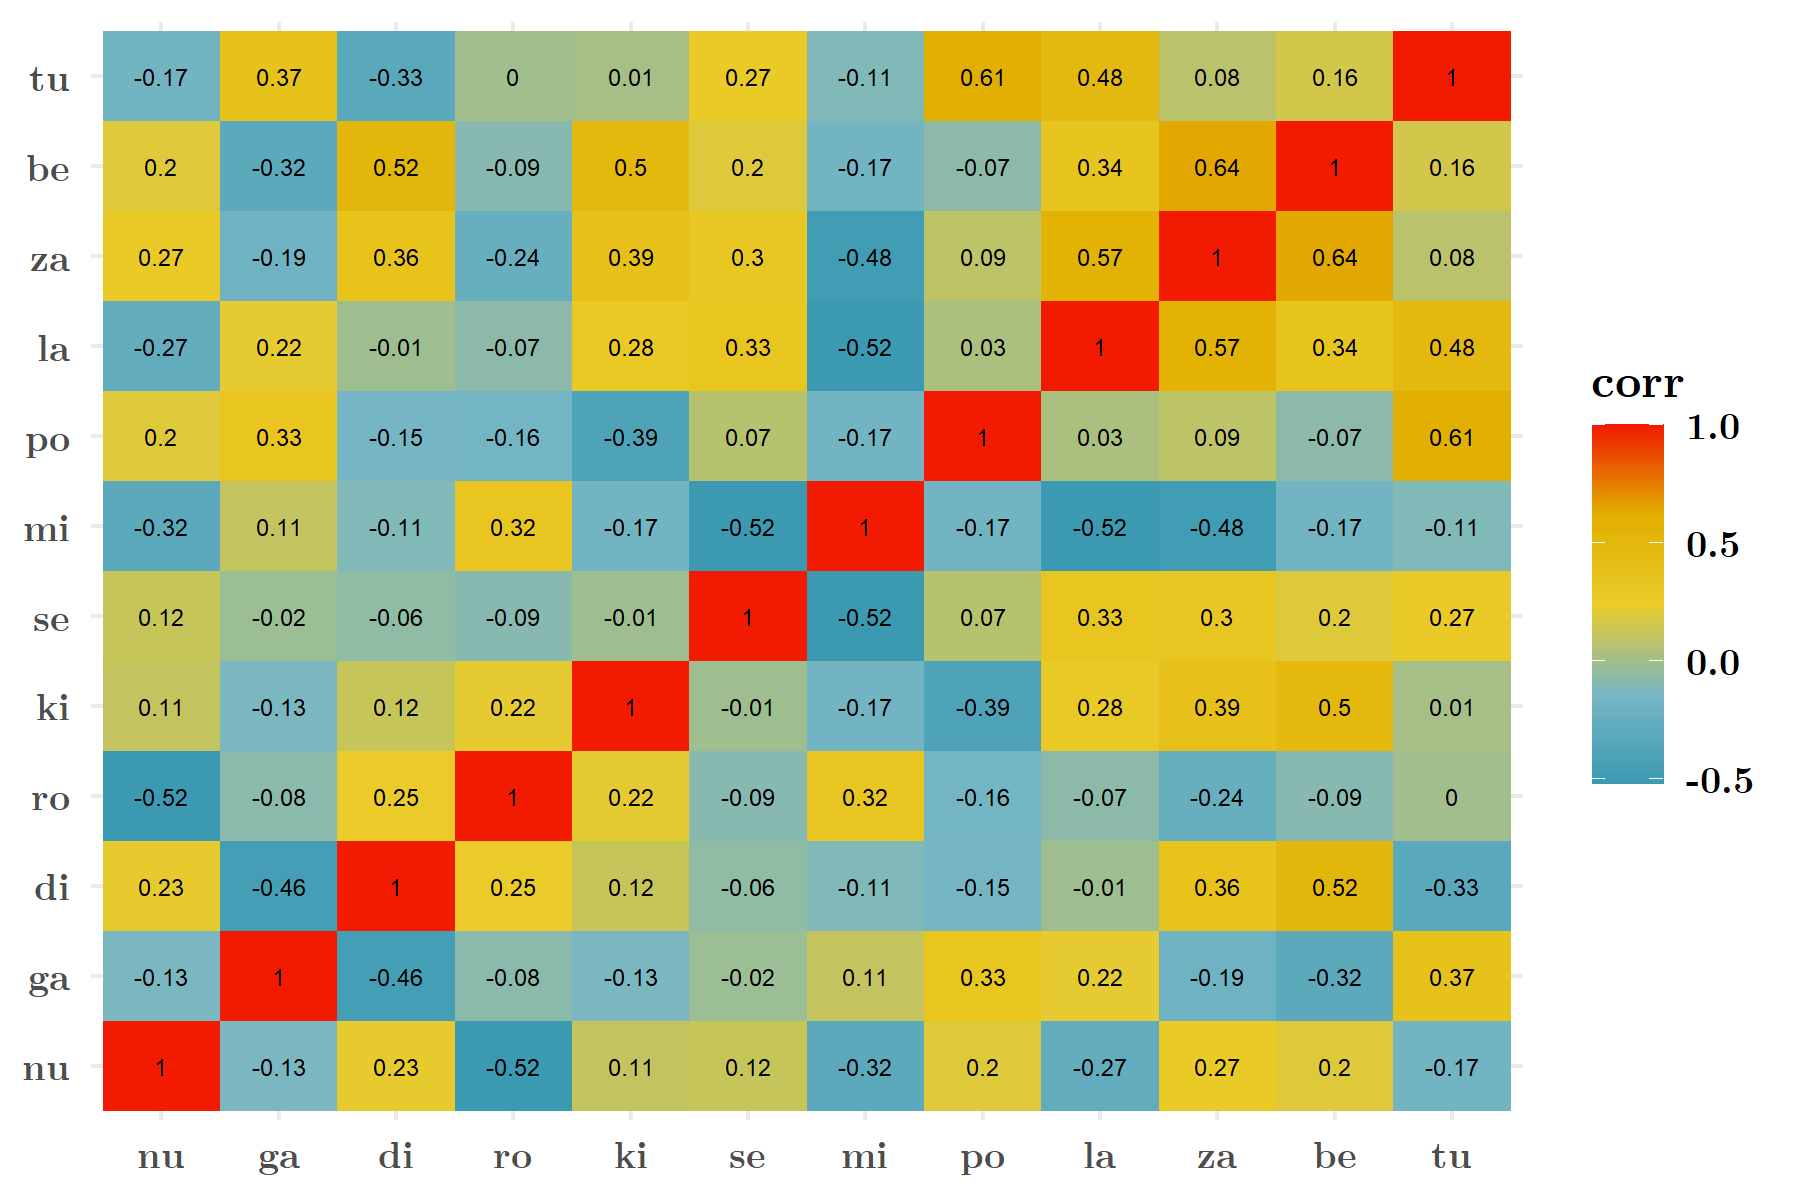 tu -0.17 0.37 -0.33 0 0.01 0.27 -0.11 0.61 0.48 0.08 0.16 1
be 0.2 -0.32 0.52 -0.09 0.5 0.2 -0.17 -0.07 0.34 0.64 1 0.16
za 0.27 -0.19 0.36 -0.24 0.39 0.3 -0.48 0.09 0.57 1 0.64 0.08
la -0.27 0.22 -0.01 -0.07 0.28 0.33 -0.52 0.03 1 0.57 0.34 0.48
po 0.2 0.33 -0.15 -0.16 -0.39 0.07 -0.17 1 0.03 0.09 -0.07 0.61
mi -0.32 0.11 -0.11 0.32 -0.17 -0.52 1 -0.17 -0.52 -0.48 -0.17 -0.11
se 0.12 -0.02 -0.06 -0.09 -0.01 1 -0.52 0.07 0.33 0.3 0.2 0.27
ki 0.11 -0.13 0.12 0.22 1 -0.01 -0.17 -0.39 0.28 0.39 0.5 0.01
ro -0.52 -0.08 0.25 1 0.22 -0.09 0.32 -0.16 -0.07 -0.24 -0.09 0
di 0.23 -0.46 1 0.25 0.12 -0.06 -0.11 -0.15 -0.01 0.36 0.52 -0.33
ga -0.13 1 -0.46 -0.08 -0.13 -0.02 0.11 0.33 0.22 -0.19 -0.32 0.37
nu 1 -0.13 0.23 -0.52 0.11 0.12 -0.32 0.2 -0.27 0.27 0.2 -0.17
nu ga di ro ki se mi po la za be tu
corr
1.0
0.5
0.0
-0.5